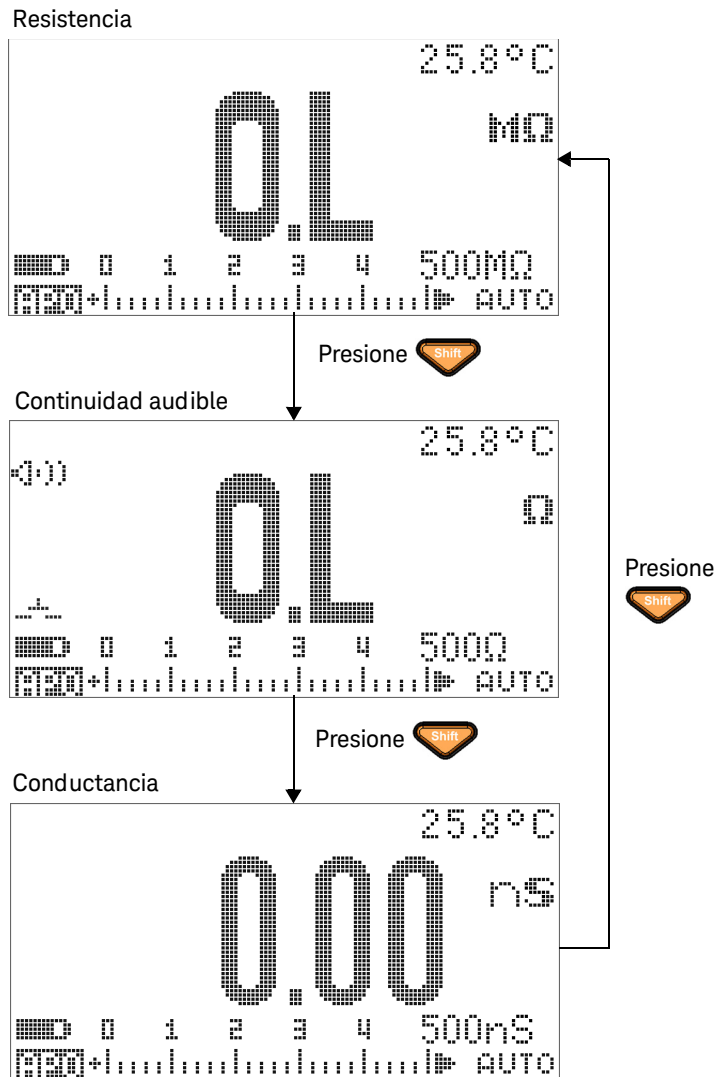 Resistencia
25.8°C
MΩ
0.L
0 1 2 3 4 500MΩ
AUTO
Presione Shift
Continuidad audible
25.8°C
Ω
0.L
0 1 2 3 4 500Ω
AUTO
Presione
Shift
Presione Shift
Conductancia
25.8°C
nS
0.00
0 1 2 3 4 500nS
AUTO